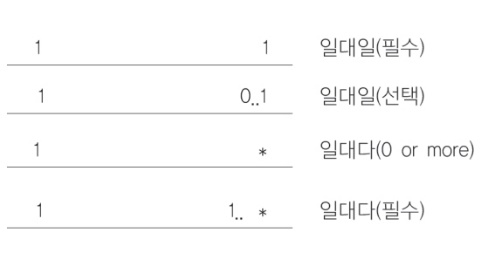 1 1 일대일(필수)
1 0..1 일대일(선택)
1 * 일대다(0 or more)
1 1.. * 일대다(필수)